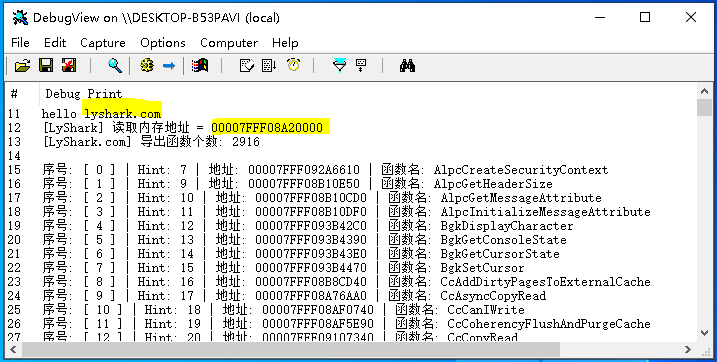 DebugView on \\DESKTOP-B53PAVI (local)
File Edit Capture Options Computer Help
# Debug Print
11 hello lyshark.com
12 [LyShark] 读取内存地址 = 00007FFF08A20000
13 [LyShark.com] 导出函数个数: 2916
14
15 序号: [ 0 ] | Hint: 7 | 地址: 00007FFF092A6610 | 函数名: AlpcCreateSecurityContext
16 序号: [ 1 ] | Hint: 9 | 地址: 00007FFF08B10E50 | 函数名: AlpcGetHeaderSize
17 序号: [ 2 ] | Hint: 10 | 地址: 00007FFF08B10CD0 | 函数名: AlpcGetMessageAttribute
18 序号: [ 3 ] | Hint: 11 | 地址: 00007FFF08B10DF0 | 函数名: AlpcInitializeMessageAttribute
19 序号: [ 4 ] | Hint: 12 | 地址: 00007FFF093B42C0 | 函数名: BgkDisplayCharacter
20 序号: [ 5 ] | Hint: 13 | 地址: 00007FFF093B4390 | 函数名: BgkGetConsoleState
21 序号: [ 6 ] | Hint: 14 | 地址: 00007FFF093B43E0 | 函数名: BgkGetCursorState
22 序号: [ 7 ] | Hint: 15 | 地址: 00007FFF093B4470 | 函数名: BgkSetCursor
23 序号: [ 8 ] | Hint: 16 | 地址: 00007FFF08B8CD40 | 函数名: CcAddDirtyPagesToExternalCache
24 序号: [ 9 ] | Hint: 17 | 地址: 00007FFF08A76AA0 | 函数名: CcAsyncCopyRead
25 序号: [ 10 ] | Hint: 18 | 地址: 00007FFF08AF0740 | 函数名: CcCanIWrite
26 序号: [ 11 ] | Hint: 19 | 地址: 00007FFF08AF5E90 | 函数名: CcCoherencyFlushAndPurgeCache
27 序号: [ 12 ] | Hint: 20 | 地址: 00007FFF09107340 | 函数名: CcCopyRead